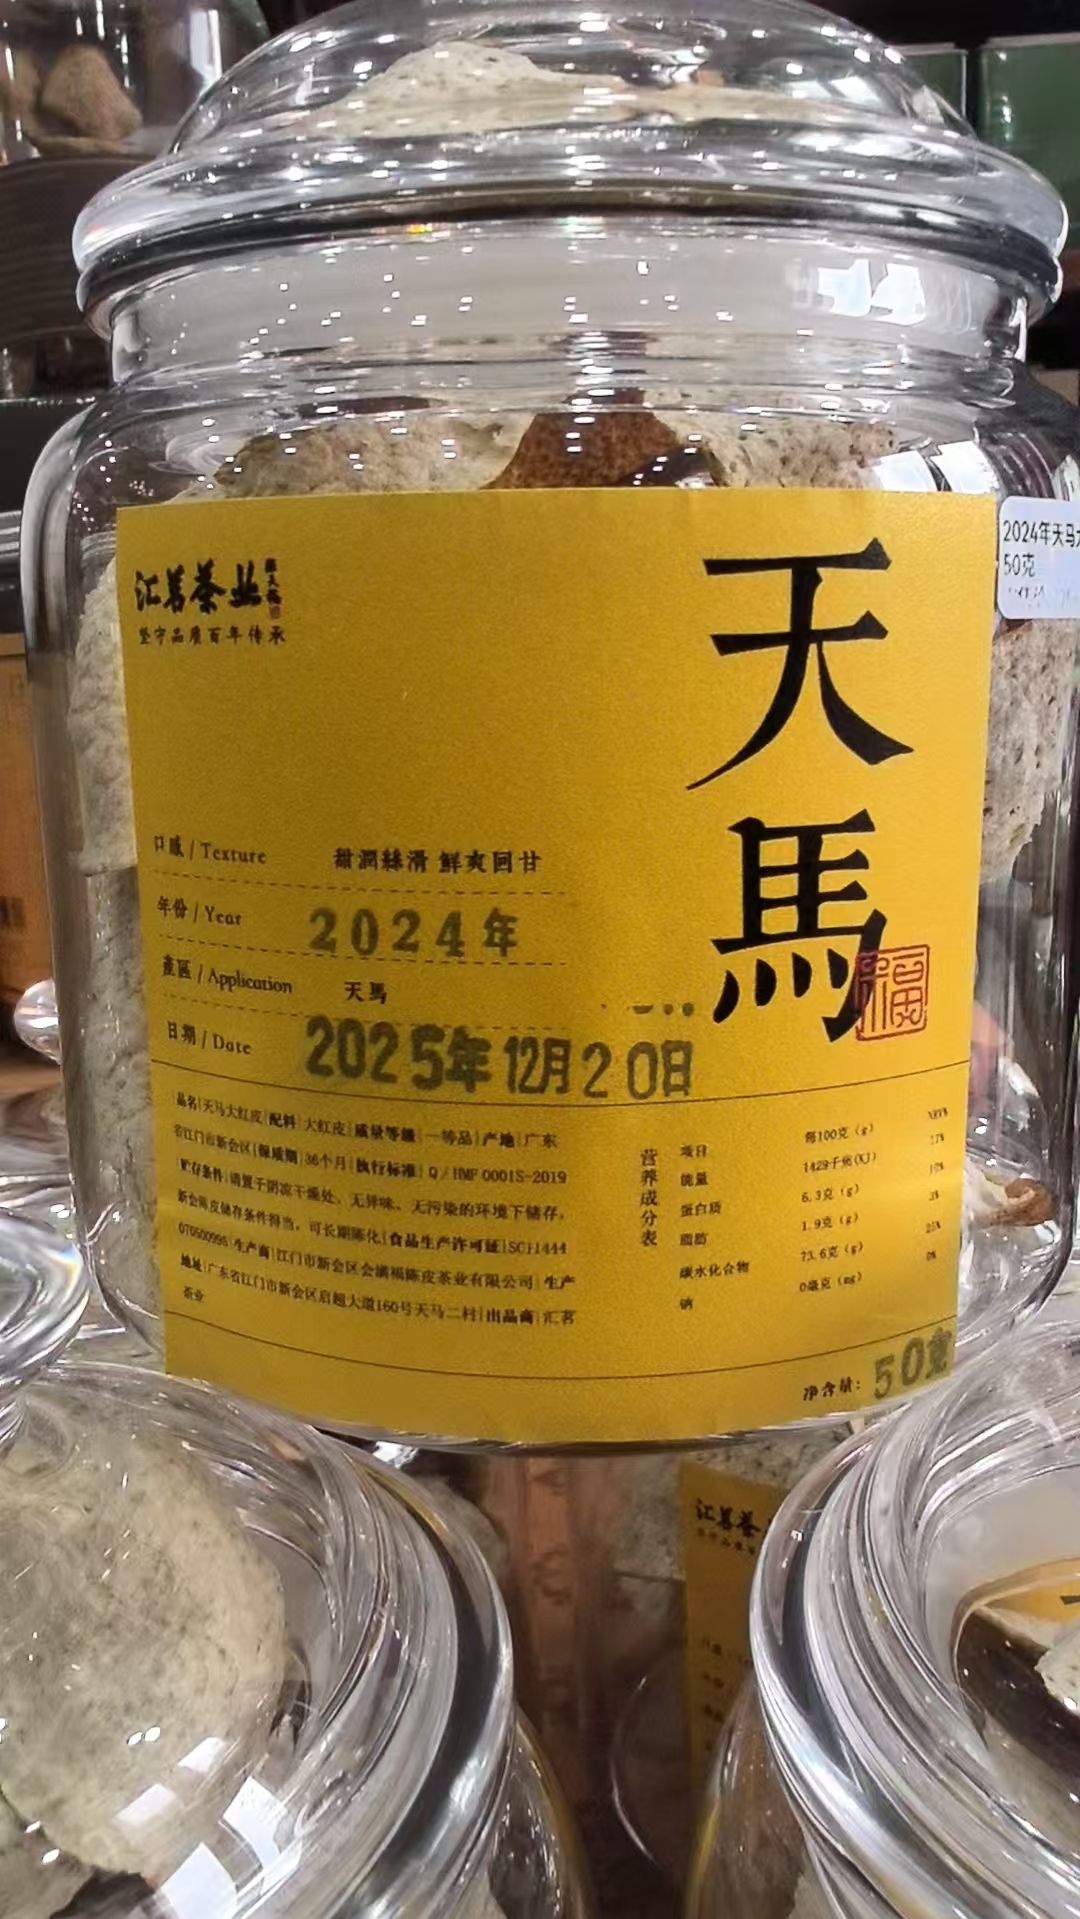 2024年天马大
50克
汇茗茶业
坚守品质百年传承
天
馬
福
口感 / Texture 甜潤絲滑 鮮爽回甘
年份 / Year 2024年
產區 / Application 天馬
日期 / Date 2025年12月20日
品名|天马大红皮|配料|大红皮|质量等级|一等品|产地|广东
省江门市新会区|保质期|36个月|执行标准|Q/HMF 0001S-2019
贮存条件|请置于阴凉干燥处、无异味、无污染的环境下储存,
新会陈皮储存条件得当,可长期陈化|食品生产许可证|SC11444
070500995|生产商|江门市新会区会满福陈皮茶业有限公司|生产
地址|广东省江门市新会区启超大道160号天马二村|出品商|汇茗
茶业
营养成分表
项目 每100克(g) NRV%
能量 1429千焦(KJ) 17%
蛋白质 6.3克(g) 10%
脂肪 1.9克(g) 3%
碳水化合物 73.6克(g) 25%
钠 0毫克(mg) 0%
净含量: 50克
汇茗茶